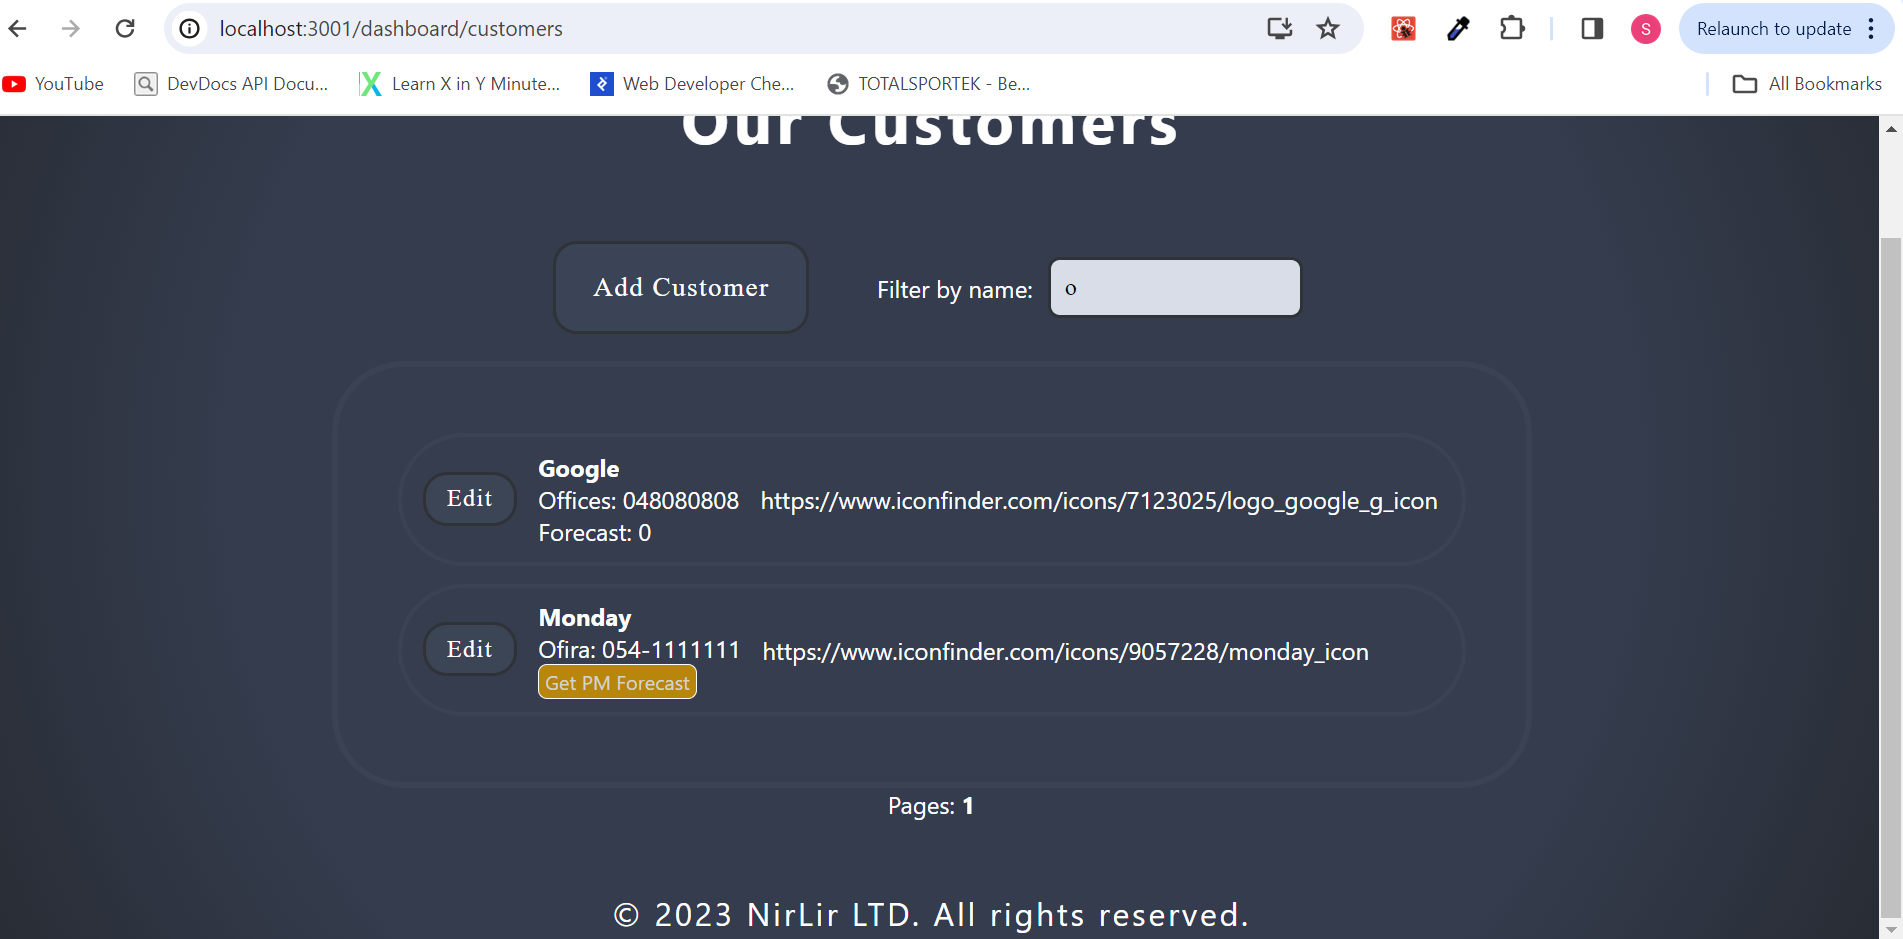 localhost:3001/dashboard/customers
S
Relaunch to update
YouTube
DevDocs API Docu...
Learn X in Y Minute...
Web Developer Che...
TOTALSPORTEK - Be...
All Bookmarks
Our Customers
Add Customer
Filter by name:
o
Edit
Google
Offices: 048080808
https://www.iconfinder.com/icons/7123025/logo_google_g_icon
Forecast: 0
Edit
Monday
Ofira: 054-1111111
https://www.iconfinder.com/icons/9057228/monday_icon
Get PM Forecast
Pages: 1
© 2023 NirLir LTD. All rights reserved.